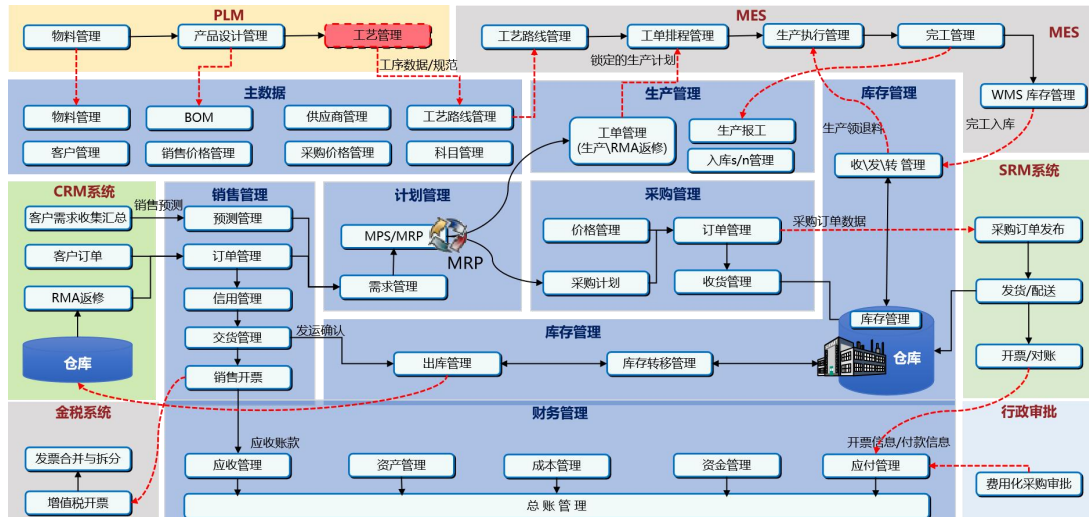 PLM
物料管理
产品设计管理
工艺管理
工序数据/规范
MES
MES
工艺路线管理
工单排程管理
生产执行管理
完工管理
锁定的生产计划
WMS 库存管理
完工入库
主数据
物料管理
BOM
供应商管理
工艺路线管理
客户管理
销售价格管理
采购价格管理
科目管理
生产管理
工单管理
(生产\RMA返修)
生产报工
入库s/n管理
库存管理
生产领退料
收\发\转 管理
CRM系统
客户需求收集汇总
销售预测
客户订单
RMA返修
仓库
销售管理
预测管理
订单管理
信用管理
交货管理
发运确认
销售开票
计划管理
MPS/MRP
MRP
需求管理
采购管理
价格管理
订单管理
采购订单数据
采购计划
收货管理
SRM系统
采购订单发布
发货/配送
开票/对账
库存管理
出库管理
库存转移管理
库存管理
仓库
金税系统
发票合并与拆分
增值税开票
财务管理
应收账款
开票信息/付款信息
应收管理
资产管理
成本管理
资金管理
应付管理
总 账 管 理
行政审批
费用化采购审批